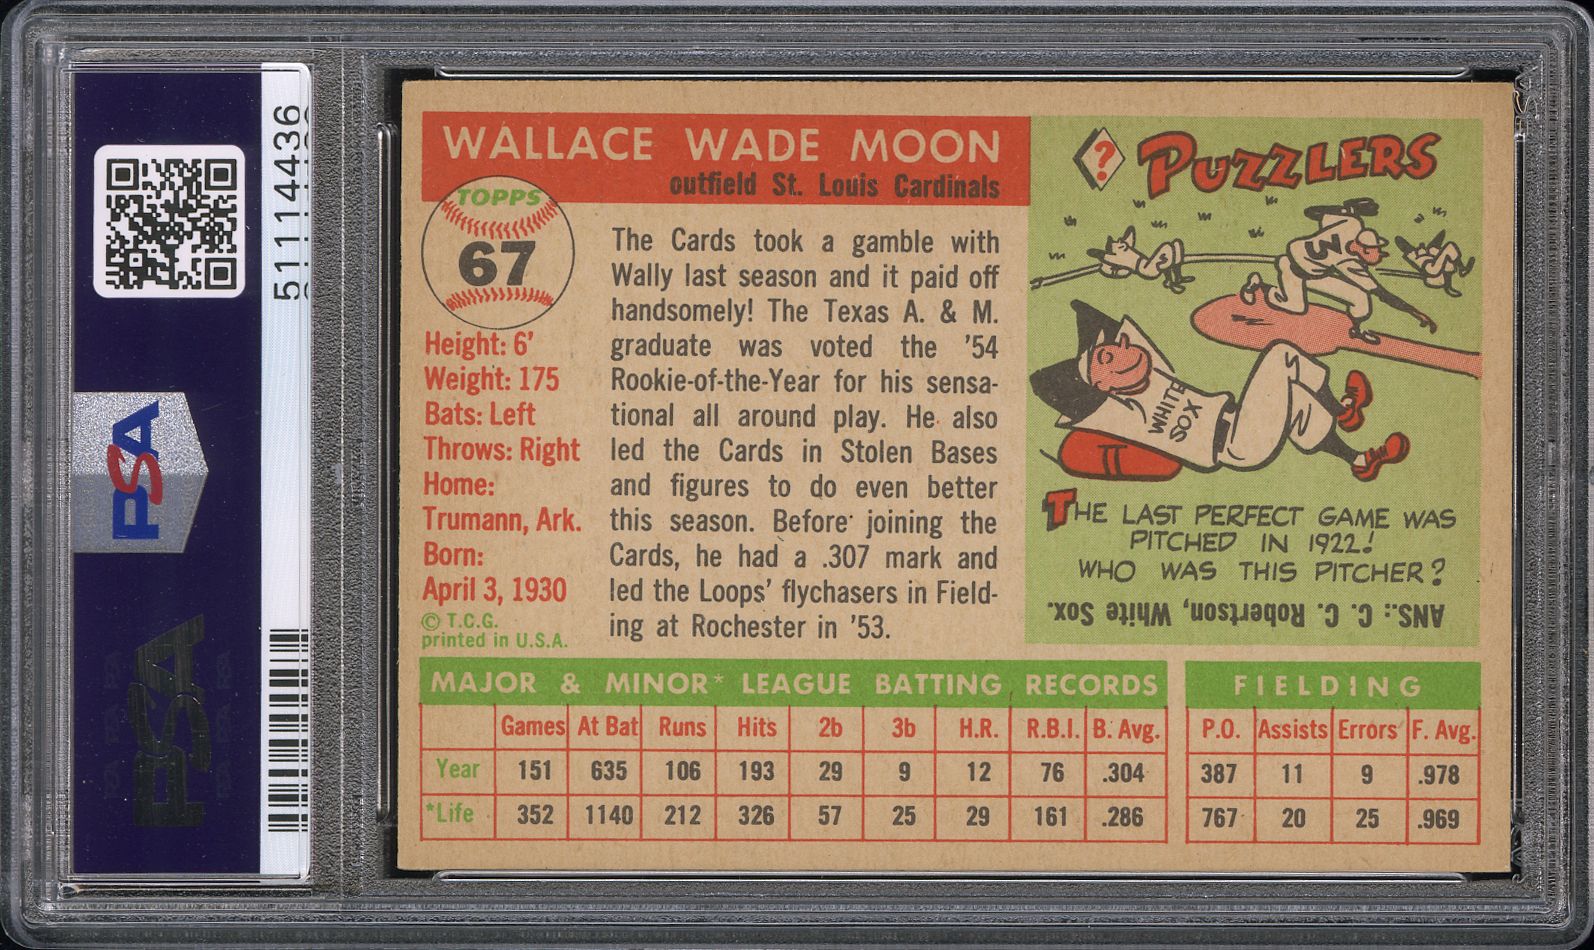 51114436
PSA
PSA
WALLACE WADE MOON
outfield St. Louis Cardinals
TOPPS
67
Height: 6'
Weight: 175
Bats: Left
Throws: Right
Home:
Trumann, Ark.
Born:
April 3, 1930
© T.C.G.
printed in U.S.A.
The Cards took a gamble with
Wally last season and it paid off
handsomely! The Texas A. & M.
graduate was voted the '54
Rookie-of-the-Year for his sensa-
tional all around play. He also
led the Cards in Stolen Bases
and figures to do even better
this season. Before joining the
Cards, he had a .307 mark and
led the Loops' flychasers in Field-
ing at Rochester in '53.
? PUZZLERS
3
WHITE
SOX
THE LAST PERFECT GAME WAS
PITCHED IN 1922!
WHO WAS THIS PITCHER?
ANS.: C. C. Robertson, White Sox.
MAJOR & MINOR* LEAGUE BATTING RECORDS
Games At Bat Runs Hits 2b 3b H.R. R.B.I. B. Avg.
Year 151 635 106 193 29 9 12 76 .304
*Life 352 1140 212 326 57 25 29 161 .286
FIELDING
P.O. Assists Errors F. Avg.
387 11 9 .978
767 20 25 .969